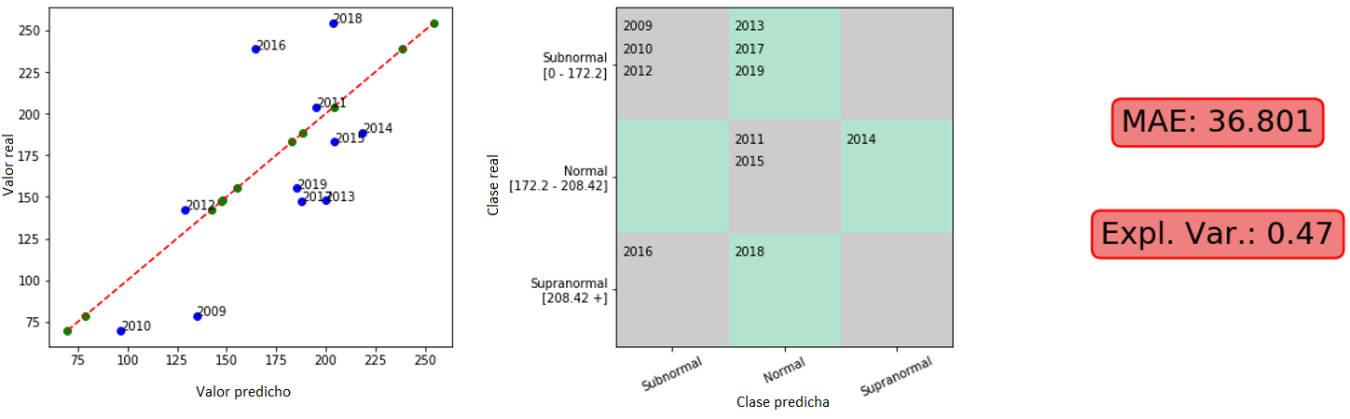 250
225
200
175
150
125
100
75
Valor real
2018
2016
2011
2014
2015
2019
2017
2013
2012
2009
2010
75
100
125
150
175
200
225
250
Valor predicho
Clase real
Subnormal
[0 - 172.2]
Normal
[172.2 - 208.42]
Supranormal
[208.42 +]
2009
2013
2010
2017
2012
2019
2011
2014
2015
2016
2018
Subnormal
Normal
Supranormal
Clase predicha
MAE: 36.801
Expl. Var.: 0.47